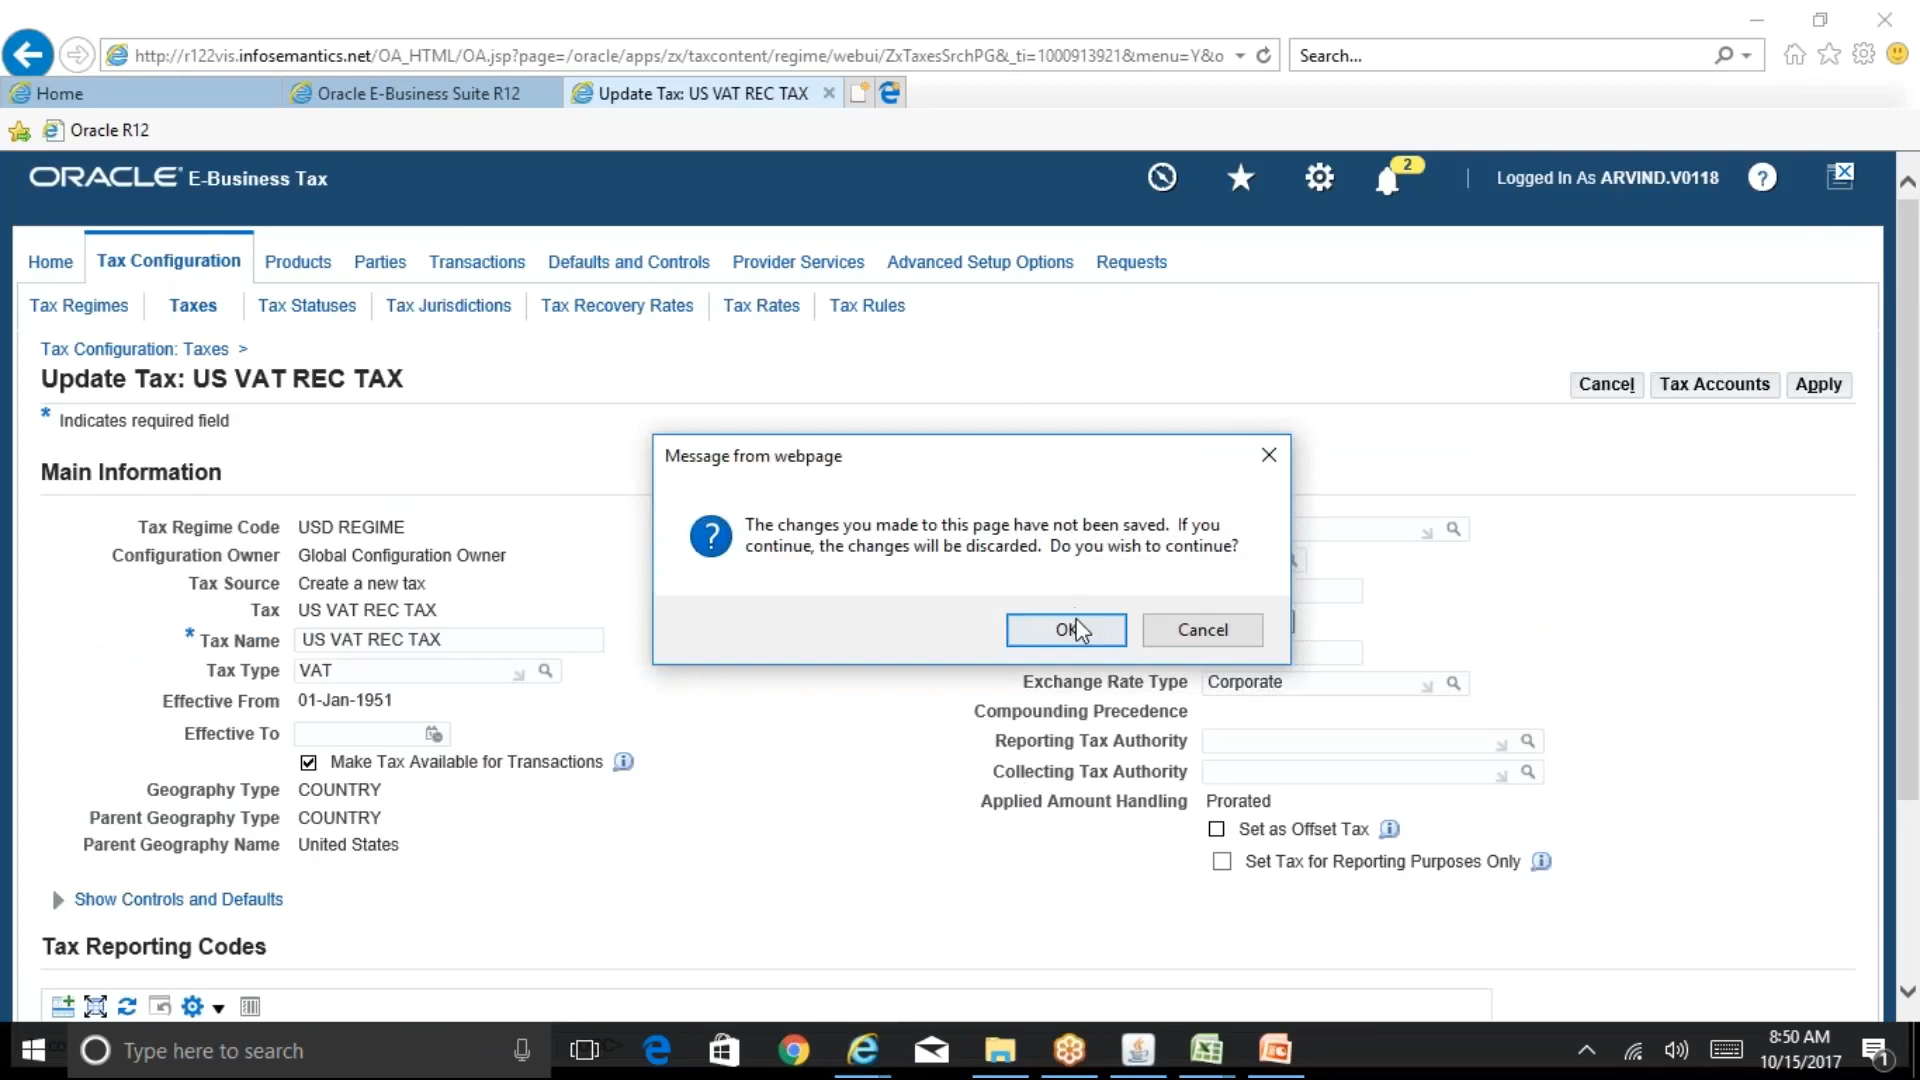 http://r122vis.infosemantics.net/OA_HTML/OA.jsp?page=/oracle/apps/zx/taxcontent/regime/webui/ZxTaxesSrchPG&_ti=1000913921&menu=Y&o
Search...
Home
Oracle E-Business Suite R12
Update Tax: US VAT REC TAX
Oracle R12
ORACLE E-Business Tax
2
Logged In As ARVIND.V0118
?
Home
Tax Configuration
Products
Parties
Transactions
Defaults and Controls
Provider Services
Advanced Setup Options
Requests
Tax Regimes
Taxes
Tax Statuses
Tax Jurisdictions
Tax Recovery Rates
Tax Rates
Tax Rules
Tax Configuration: Taxes >
Update Tax: US VAT REC TAX
Cancel
Tax Accounts
Apply
* Indicates required field
Main Information
Tax Regime Code USD REGIME
Configuration Owner Global Configuration Owner
Tax Source Create a new tax
Tax US VAT REC TAX
* Tax Name US VAT REC TAX
Tax Type VAT
Effective From 01-Jan-1951
Effective To
Make Tax Available for Transactions
Geography Type COUNTRY
Parent Geography Type COUNTRY
Parent Geography Name United States
Message from webpage
The changes you made to this page have not been saved. If you
continue, the changes will be discarded. Do you wish to continue?
OK
Cancel
Exchange Rate Type Corporate
Compounding Precedence
Reporting Tax Authority
Collecting Tax Authority
Applied Amount Handling Prorated
Set as Offset Tax
Set Tax for Reporting Purposes Only
Show Controls and Defaults
Tax Reporting Codes
Type here to search
8:50 AM
10/15/2017
1